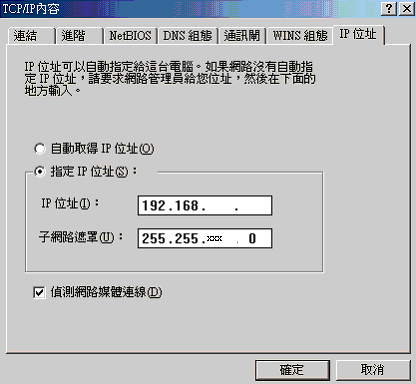 TCP/IP內容
連結 進階 NetBIOS DNS 組態 通訊閘 WINS 組態 IP 位址
IP 位址可以自動指定給這台電腦。如果網路沒有自動指
定 IP 位址，請要求網路管理員給您位址，然後在下面的
地方輸入。
自動取得 IP 位址(O)
指定 IP 位址(S)：
IP 位址(I)： 192.168. .
子網路遮罩(U)： 255.255.xxx . 0
偵測網路媒體連線(D)
確定 取消